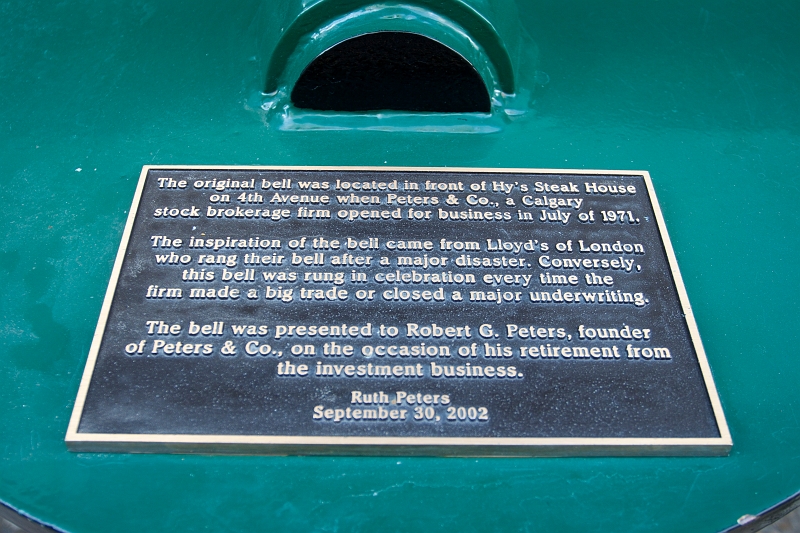 The original bell was located in front of Hy's Steak House
on 4th Avenue when Peters & Co., a Calgary
stock brokerage firm opened for business in July of 1971.
The inspiration of the bell came from Lloyd's of London
who rang their bell after a major disaster. Conversely,
this bell was rung in celebration every time the
firm made a big trade or closed a major underwriting.
The bell was presented to Robert G. Peters, founder
of Peters & Co., on the occasion of his retirement from
the investment business.
Ruth Peters
September 30, 2002